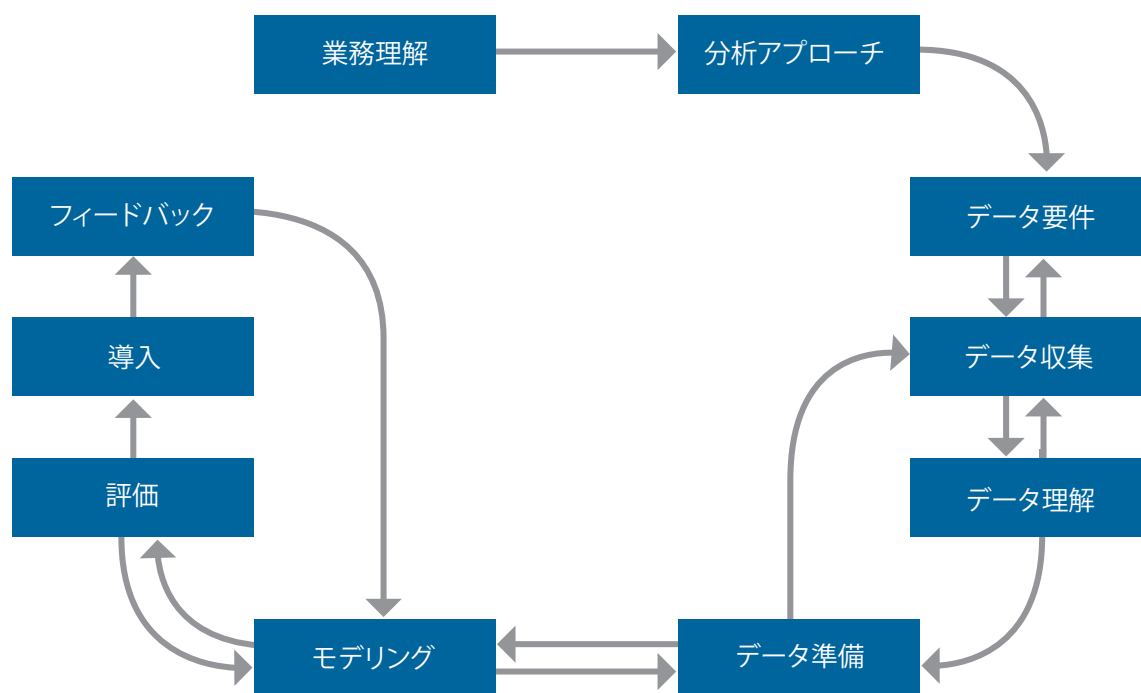 業務理解
分析アプローチ
データ要件
データ収集
データ理解
データ準備
モデリング
評価
導入
フィードバック